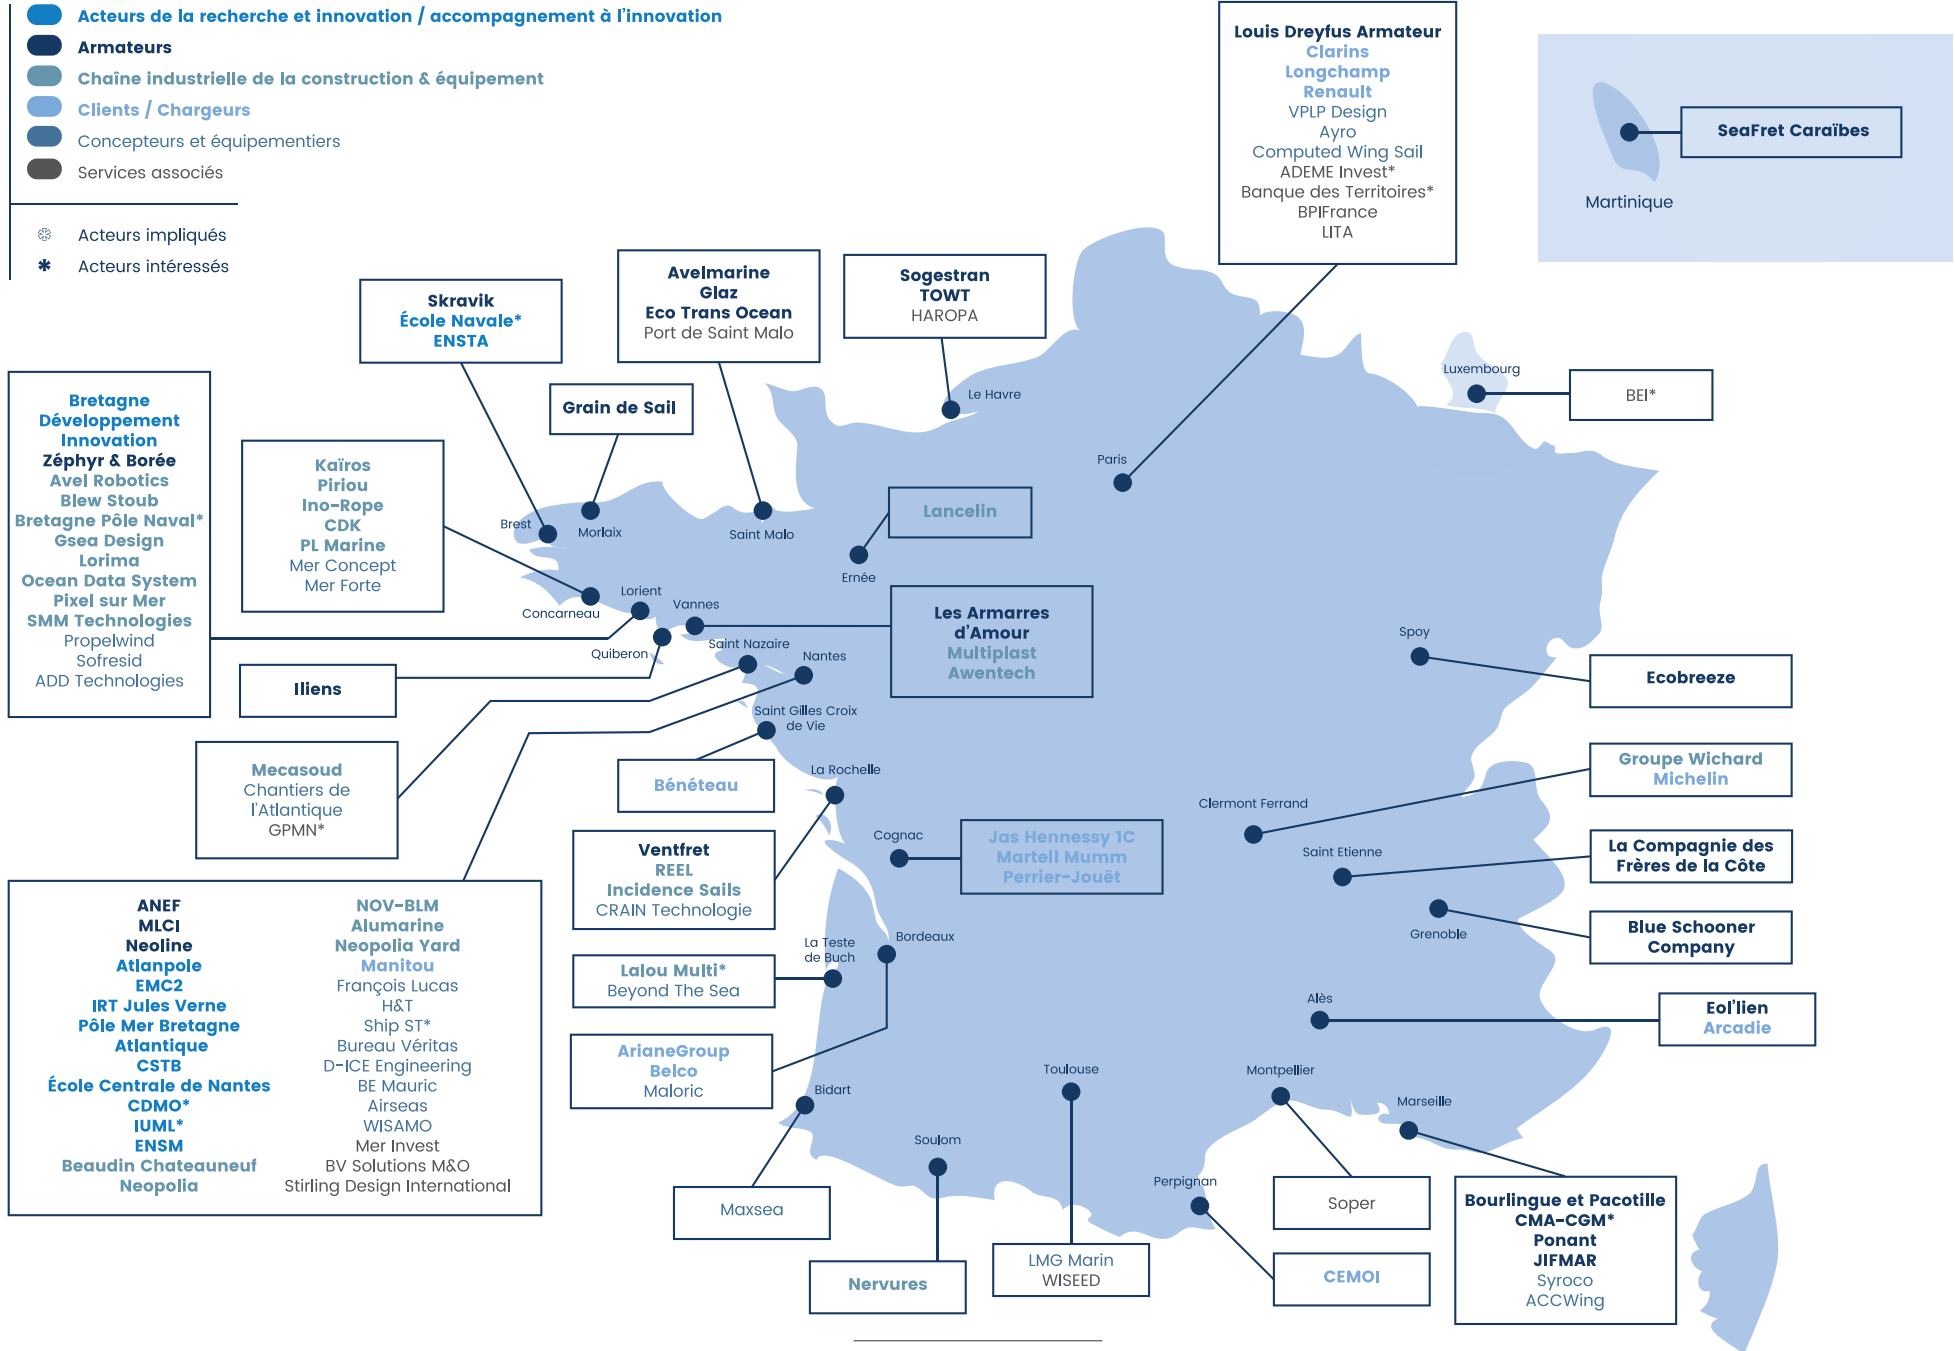 Acteurs de la recherche et innovation / accompagnement à l'innovation
Armateurs
Chaîne industrielle de la construction & équipement
Clients / Chargeurs
Concepteurs et équipementiers
Services associés
Acteurs impliqués
* Acteurs intéressés
Louis Dreyfus Armateur
Clarins
Longchamp
Renault
VPLP Design
Ayro
Computed Wing Sail
ADEME Invest*
Banque des Territoires*
BPIFrance
LITA
SeaFret Caraïbes
Martinique
Skravik
École Navale*
ENSTA
Avelmarine
Glaz
Eco Trans Ocean
Port de Saint Malo
Sogestran
TOWT
HAROPA
Grain de Sail
Le Havre
Luxembourg
BEI*
Paris
Bretagne
Développement
Innovation
Zéphyr & Borée
Avel Robotics
Blew Stoub
Bretagne Pôle Naval*
Gsea Design
Lorima
Ocean Data System
Pixel sur Mer
SMM Technologies
Propelwind
Sofresid
ADD Technologies
Kaïros
Piriou
Ino-Rope
CDK
PL Marine
Mer Concept
Mer Forte
Brest
Morlaix
Saint Malo
Lancelin
Ernée
Concarneau
Lorient
Vannes
Quiberon
Saint Nazaire
Nantes
Les Armarres
d'Amour
Multiplast
Awentech
Spoy
Ecobreeze
Iliens
Saint Gilles Croix
de Vie
Mecasoud
Chantiers de
l'Atlantique
GPMN*
Bénéteau
La Rochelle
Groupe Wichard
Michelin
Clermont Ferrand
Ventfret
REEL
Incidence Sails
CRAIN Technologie
Cognac
Jas Hennessy 1C
Martell Mumm
Perrier-Jouët
Saint Etienne
La Compagnie des
Frères de la Côte
Grenoble
Blue Schooner
Company
ANEF
MLCI
Neoline
Atlanpole
EMC2
IRT Jules Verne
Pôle Mer Bretagne
Atlantique
CSTB
École Centrale de Nantes
CDMO*
IUML*
ENSM
Beaudin Chateauneuf
Neopolia
NOV-BLM
Alumarine
Neopolia Yard
Manitou
François Lucas
H&T
Ship ST*
Bureau Véritas
D-ICE Engineering
BE Mauric
Airseas
WISAMO
Mer Invest
BV Solutions M&O
Stirling Design International
La Teste
de Buch
Bordeaux
Lalou Multi*
Beyond The Sea
Alès
Eol'lien
Arcadie
ArianeGroup
Belco
Maloric
Bidart
Toulouse
Montpellier
Marseille
Soulom
Perpignan
Maxsea
Nervures
LMG Marin
WISEED
Soper
CEMOI
Bourlingue et Pacotille
CMA-CGM*
Ponant
JIFMAR
Syroco
ACCWing